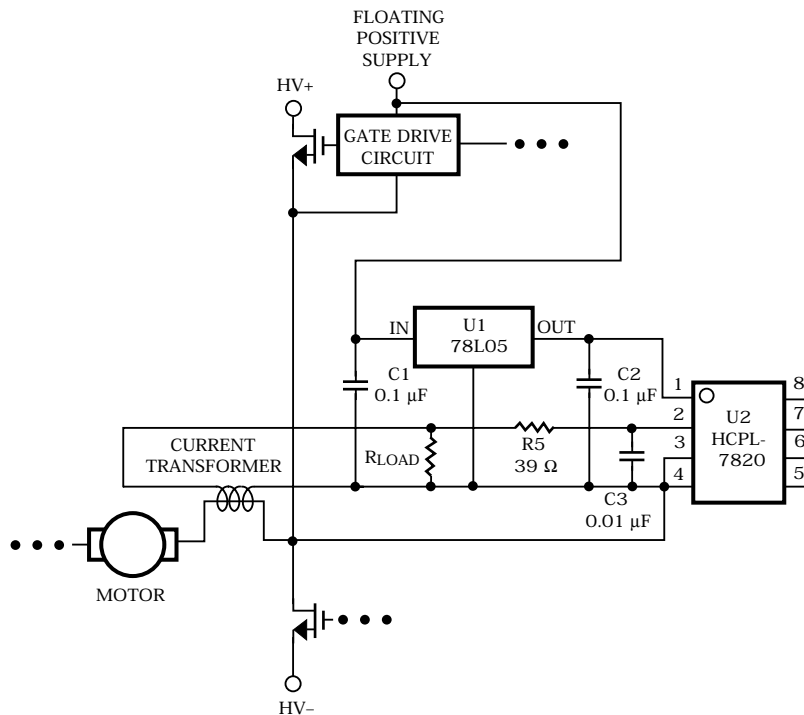 FLOATING
POSITIVE
SUPPLY
HV+
GATE DRIVE
CIRCUIT
IN
U1
78L05
OUT
C1
0.1 µF
C2
0.1 µF
1
2
3
4
U2
HCPL-
7820
8
7
6
5
CURRENT
TRANSFORMER
RLOAD
R5
39 Ω
C3
0.01 µF
MOTOR
HV–